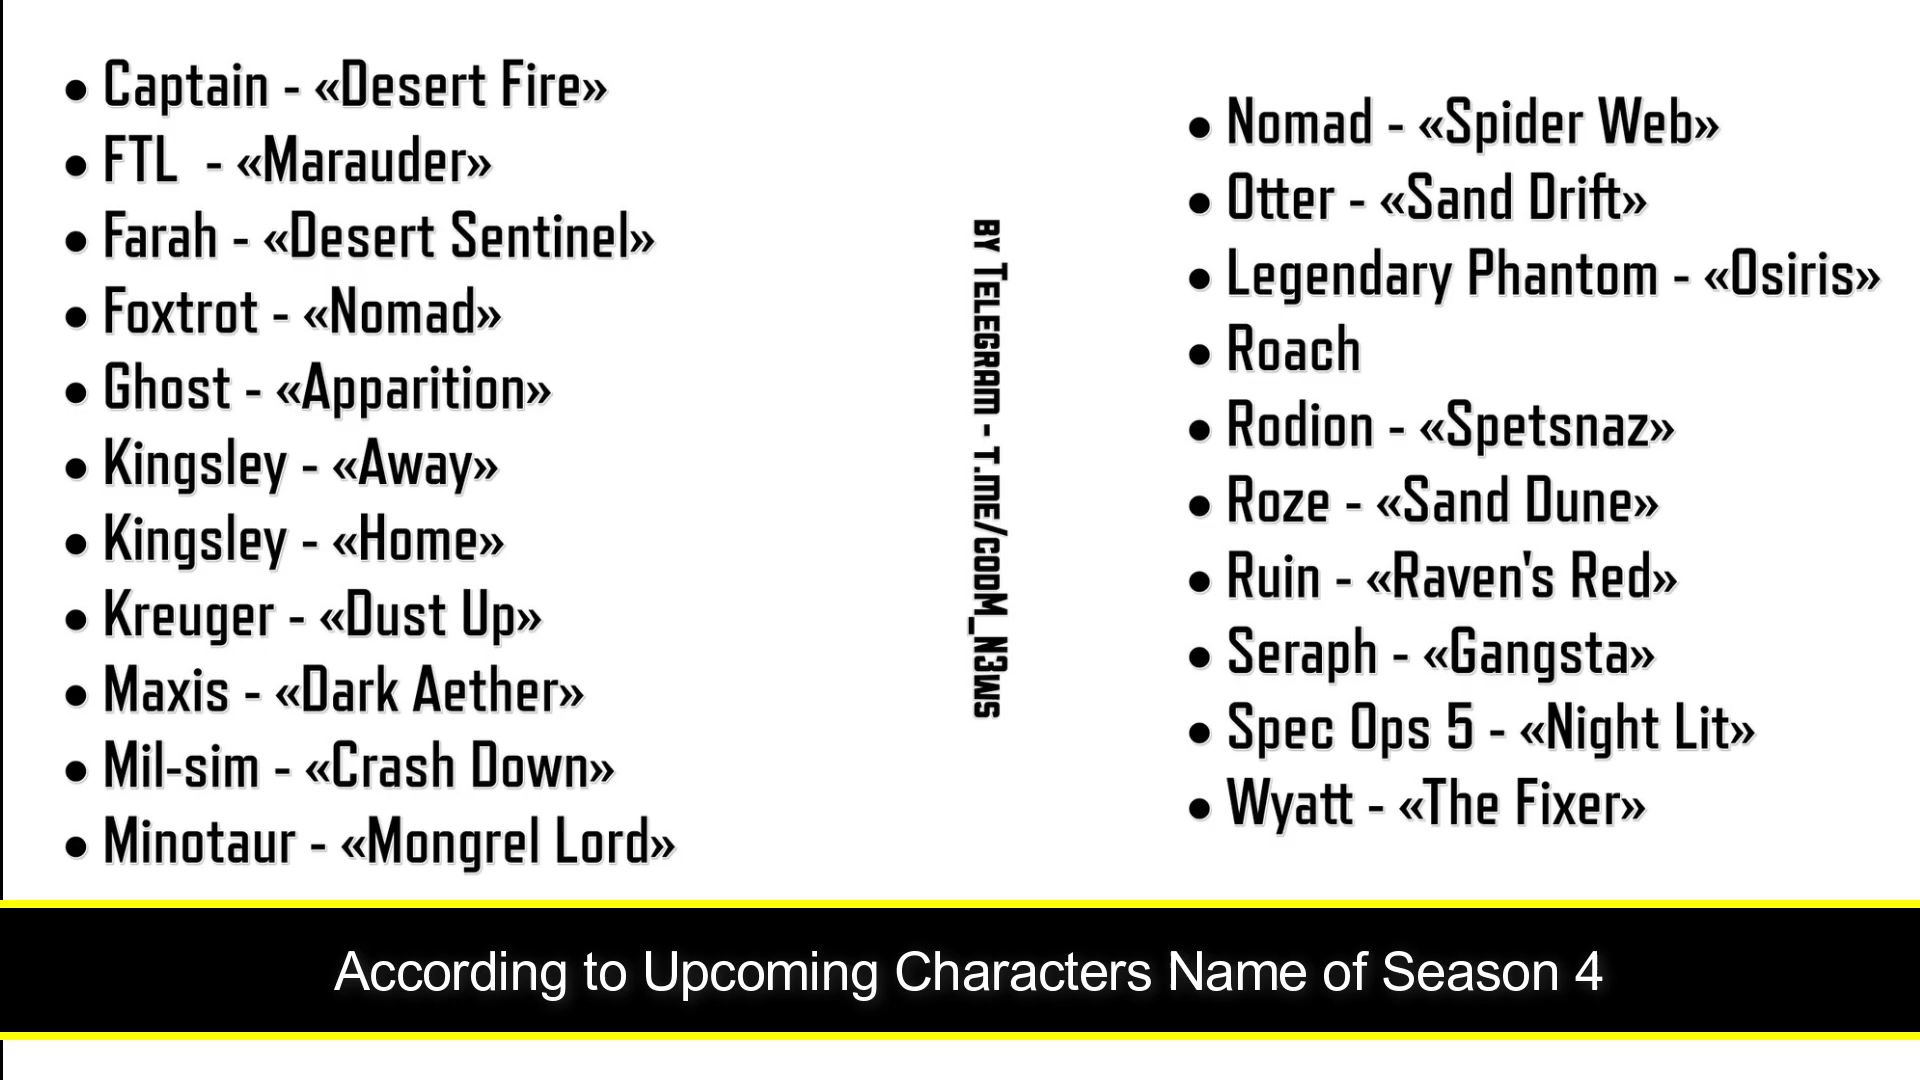 • Captain - «Desert Fire»
• FTL - «Marauder»
• Farah - «Desert Sentinel»
• Foxtrot - «Nomad»
• Ghost - «Apparition»
• Kingsley - «Away»
• Kingsley - «Home»
• Kreuger - «Dust Up»
• Maxis - «Dark Aether»
• Mil-sim - «Crash Down»
• Minotaur - «Mongrel Lord»
by Telegram - t.me/codM_N3ws
• Nomad - «Spider Web»
• Otter - «Sand Drift»
• Legendary Phantom - «Osiris»
• Roach
• Rodion - «Spetsnaz»
• Roze - «Sand Dune»
• Ruin - «Raven's Red»
• Seraph - «Gangsta»
• Spec Ops 5 - «Night Lit»
• Wyatt - «The Fixer»
According to Upcoming Characters Name of Season 4